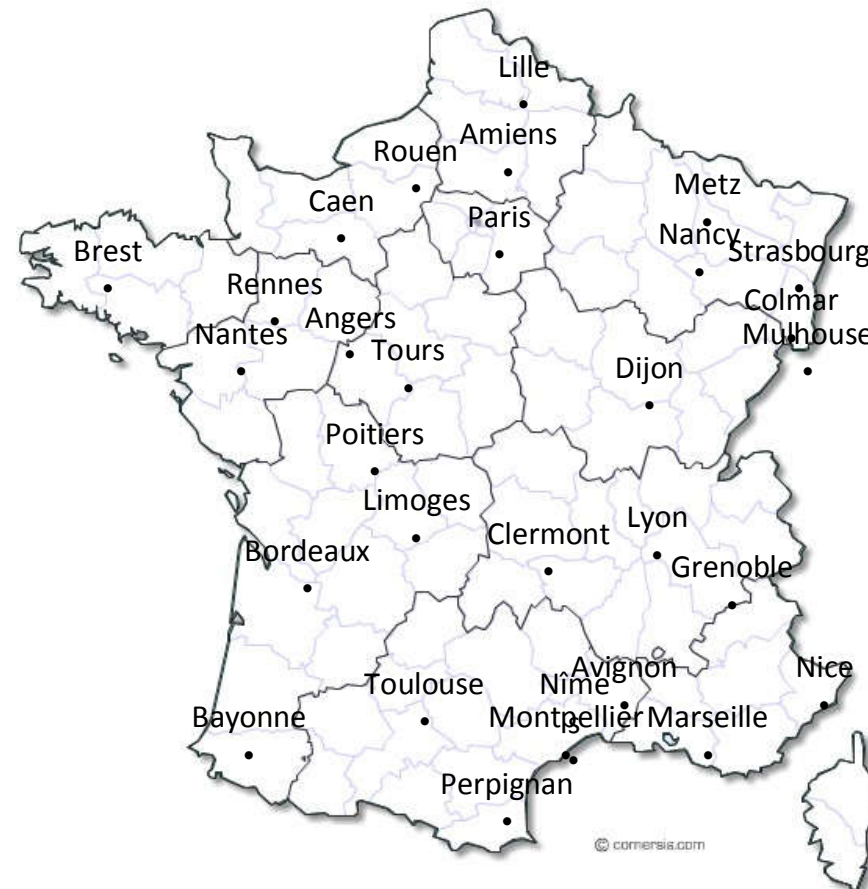 Lille
Amiens
Rouen
Metz
Caen
Paris
Nancy
Strasbourg
Brest
Rennes
Colmar
Nantes
Angers
Mulhouse
Tours
Dijon
Poitiers
Limoges
Lyon
Clermont
Bordeaux
Grenoble
Avignon
Nice
Toulouse
Nîme
Bayonne
Montpellier
Marseille
Perpignan
© comersis.com